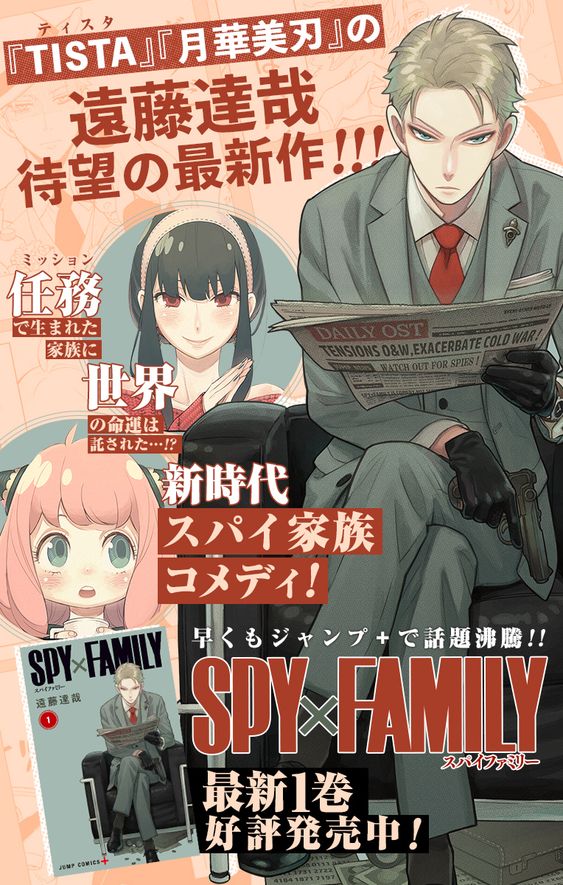 ティスタ
『TISTA』『月華美刃』の
遠藤達哉
待望の最新作!!!
ミッション
任務
で生まれた
家族に
世界
の命運は
託された…!?
新時代
スパイ家族
コメディ!
DAILY OST
TENSIONS O&W, EXACERBATE COLD WAR!
WATCH OUT FOR SPIES!
早くもジャンプ+で話題沸騰!!
SPY×FAMILY
スパイファミリー
最新1巻
好評発売中!
SPY×FAMILY
スパイファミリー
遠藤達哉
1
JUMP COMICS+